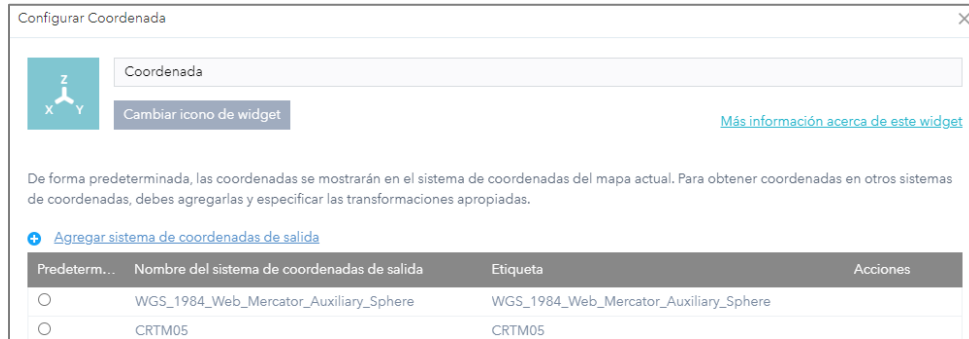 Configurar Coordenada
Z
X Y
Coordenada
Cambiar icono de widget
Más información acerca de este widget
De forma predeterminada, las coordenadas se mostrarán en el sistema de coordenadas del mapa actual. Para obtener coordenadas en otros sistemas
de coordenadas, debes agregarlas y especificar las transformaciones apropiadas.
Agregar sistema de coordenadas de salida
Predeterm... Nombre del sistema de coordenadas de salida Etiqueta Acciones
WGS_1984_Web_Mercator_Auxiliary_Sphere WGS_1984_Web_Mercator_Auxiliary_Sphere
CRTM05 CRTM05